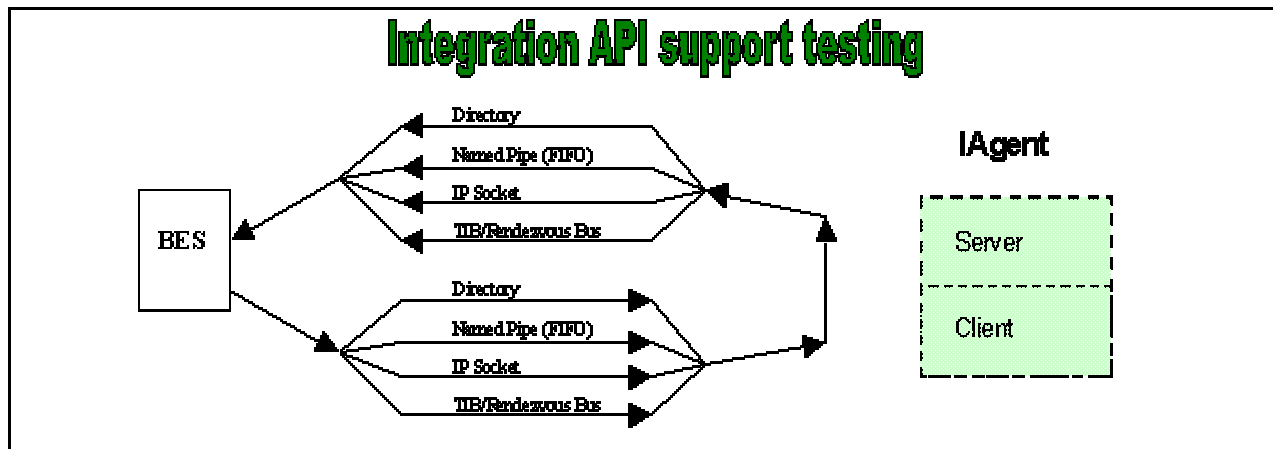 Integration API support testing
Directory
Named Pipe (FIFO)
IP Socket
TIB/Rendezvous Bus
BES
Directory
Named Pipe (FIFO)
IP Socket
TIB/Rendezvous Bus
IAgent
Server
Client